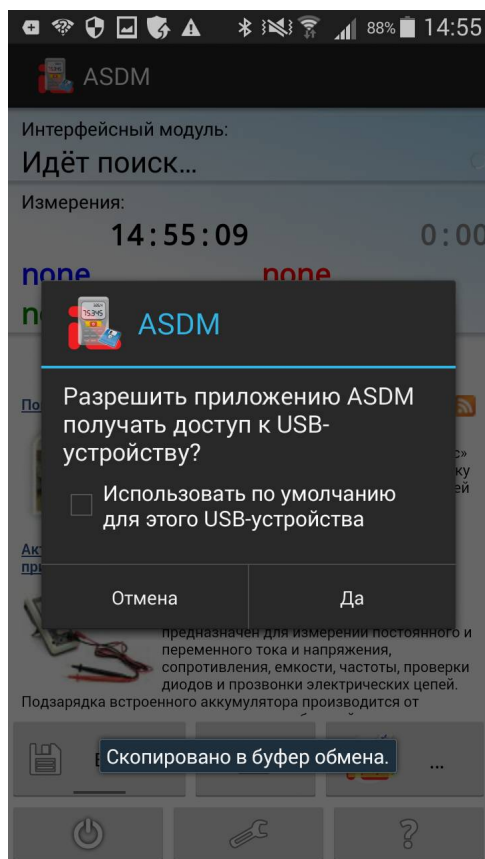 88% 14:55
ASDM
Интерфейсный модуль:
Идёт поиск...
Измерения:
14:55:09 0:00
none none
ASDM
Разрешить приложению ASDM
получать доступ к USB-
устройству?
Использовать по умолчанию
для этого USB-устройства
Отмена Да
предназначен для измерений постоянного и
переменного тока и напряжения,
сопротивления, емкости, частоты, проверки
диодов и прозвонки электрических цепей.
Подзарядка встроенного аккумулятора производится от
Скопировано в буфер обмена.
...